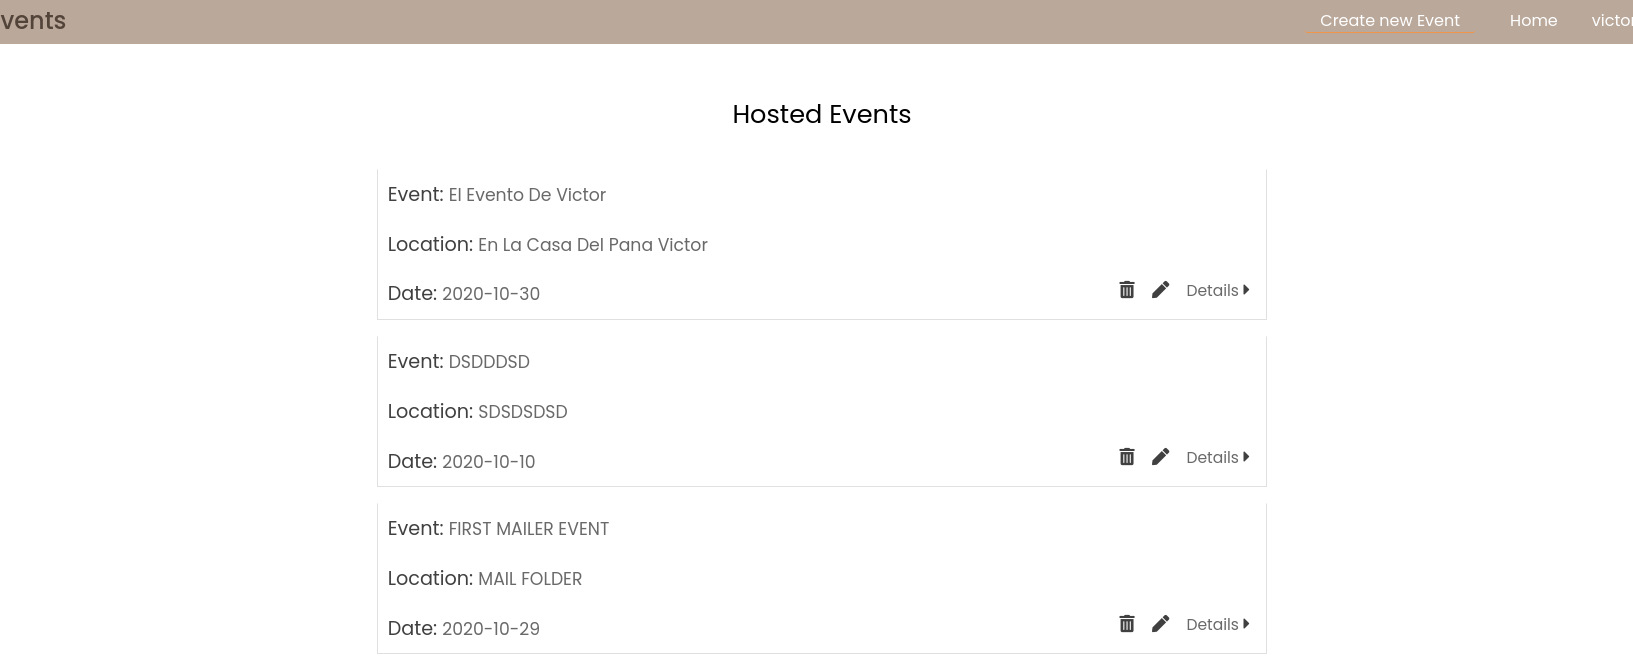 vents
Create new Event Home victor
Hosted Events
Event: El Evento De Victor
Location: En La Casa Del Pana Victor
Date: 2020-10-30
Details
Event: DSDDDSD
Location: SDSDSDSD
Date: 2020-10-10
Details
Event: FIRST MAILER EVENT
Location: MAIL FOLDER
Date: 2020-10-29
Details